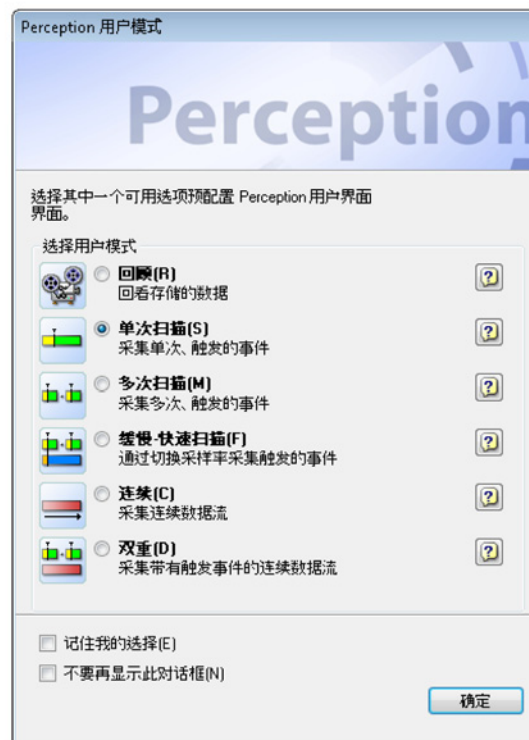 Perception 用户模式
Perception
选择其中一个可用选项预配置 Perception 用户界面
界面。
选择用户模式
回顾(R)
回看存储的数据
单次扫描(S)
采集单次、触发的事件
多次扫描(M)
采集多次、触发的事件
缓慢-快速扫描(F)
通过切换采样率采集触发的事件
连续(C)
采集连续数据流
双重(D)
采集带有触发事件的连续数据流
记住我的选择(E)
不要再显示此对话框(N)
确定